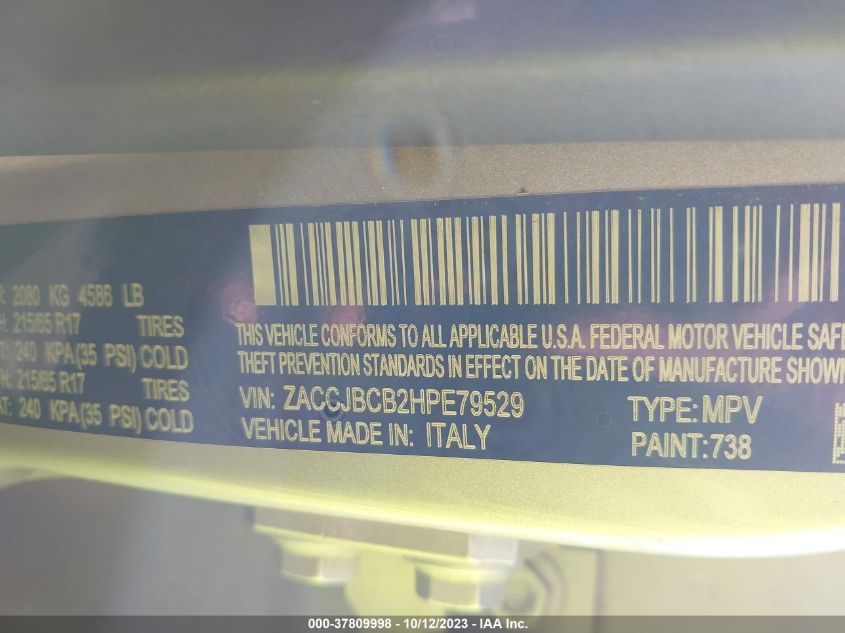 2080 KG 4586 LB
215/65 R17 TIRES
240 KPA(35 PSI) COLD
215/65 R17 TIRES
240 KPA(35 PSI) COLD
THIS VEHICLE CONFORMS TO ALL APPLICABLE U.S.A. FEDERAL MOTOR VEHICLE SAFE
THEFT PREVENTION STANDARDS IN EFFECT ON THE DATE OF MANUFACTURE SHOWN
VIN: ZACCJBCB2HPE79529
TYPE: MPV
VEHICLE MADE IN: ITALY
PAINT: 738
000-37809998 - 10/12/2023 - IAA Inc.